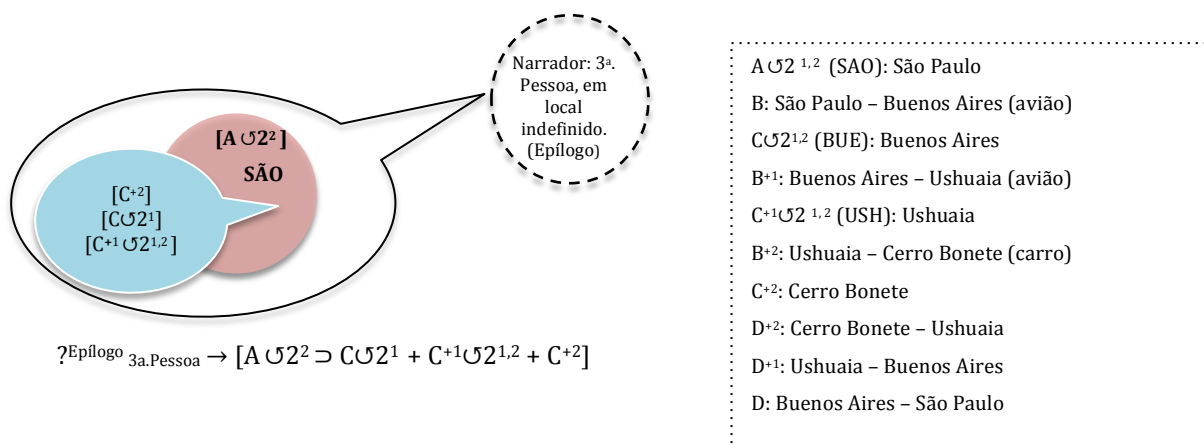 Narrador: 3ª.
Pessoa, em
local
indefinido.
(Epílogo)
[A ↺2²]
SÃO
[C⁺²]
[C↺2¹]
[C⁺¹↺2¹,²]
?Epílogo 3a.Pessoa → [A ↺2² ⊃ C↺2¹ + C⁺¹↺2¹,² + C⁺²]
A↺2 ¹,² (SAO): São Paulo
B: São Paulo – Buenos Aires (avião)
C↺2¹,² (BUE): Buenos Aires
B⁺¹: Buenos Aires – Ushuaia (avião)
C⁺¹↺2 ¹,² (USH): Ushuaia
B⁺²: Ushuaia – Cerro Bonete (carro)
C⁺²: Cerro Bonete
D⁺²: Cerro Bonete – Ushuaia
D⁺¹: Ushuaia – Buenos Aires
D: Buenos Aires – São Paulo